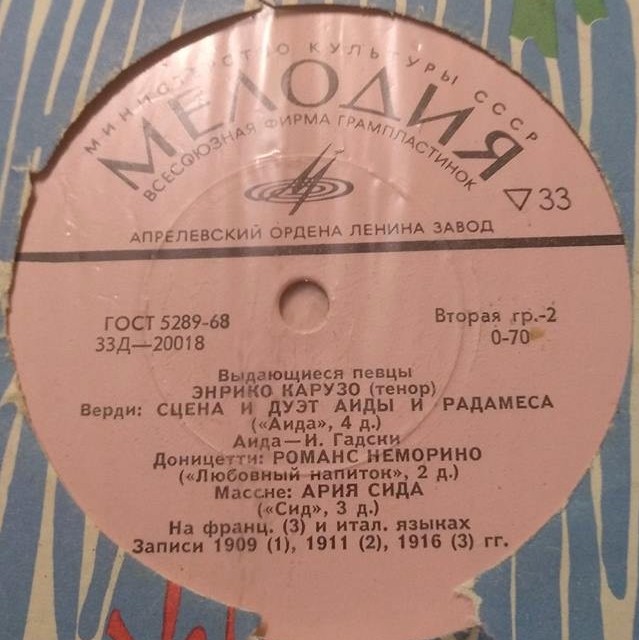 МИНИСТЕРСТВО КУЛЬТУРЫ СССР
МЕЛОДИЯ
ВСЕСОЮЗНАЯ ФИРМА ГРАМПЛАСТИНОК
33
АПРЕЛЕВСКИЙ ОРДЕНА ЛЕНИНА ЗАВОД
ГОСТ 5289-68
Вторая гр.-2
33Д—20018
0-70
Выдающиеся певцы
ЭНРИКО КАРУЗО (тенор)
Верди: СЦЕНА И ДУЭТ АИДЫ И РАДАМЕСА
(«Аида», 4 д.)
Аида—И. Гадски
Доницетти: РОМАНС НЕМОРИНО
(«Любовный напиток», 2 д.)
Массне: АРИЯ СИДА
(«Сид», 3 д.)
На франц. (3) и итал. языках
Записи 1909 (1), 1911 (2), 1916 (3) гг.